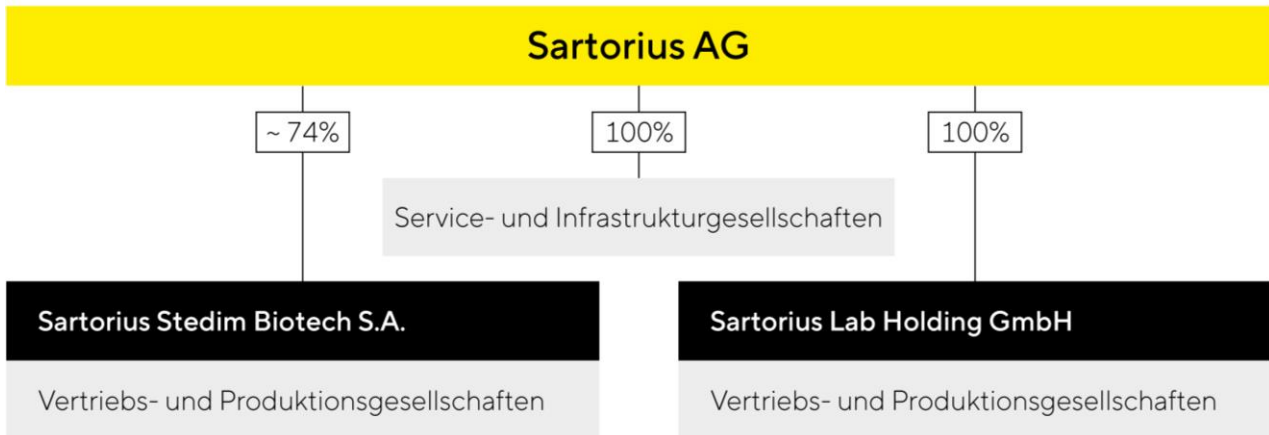 Sartorius AG
~ 74%
100%
100%
Service- und Infrastrukturgesellschaften
Sartorius Stedim Biotech S.A.
Sartorius Lab Holding GmbH
Vertriebs- und Produktionsgesellschaften
Vertriebs- und Produktionsgesellschaften